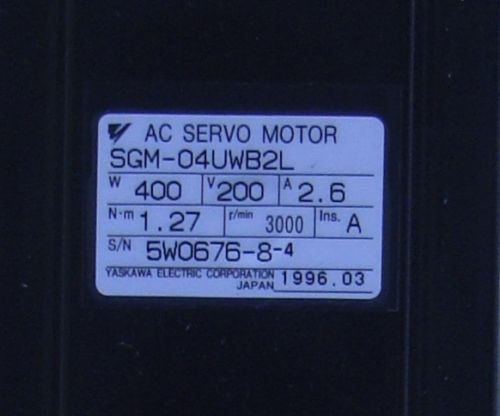 AC SERVO MOTOR
SGM-04UWB2L
W 400 V 200 A 2.6
N·m 1.27 r/min 3000 Ins. A
S/N 5W0676-8-4
YASKAWA ELECTRIC CORPORATION
JAPAN 1996.03